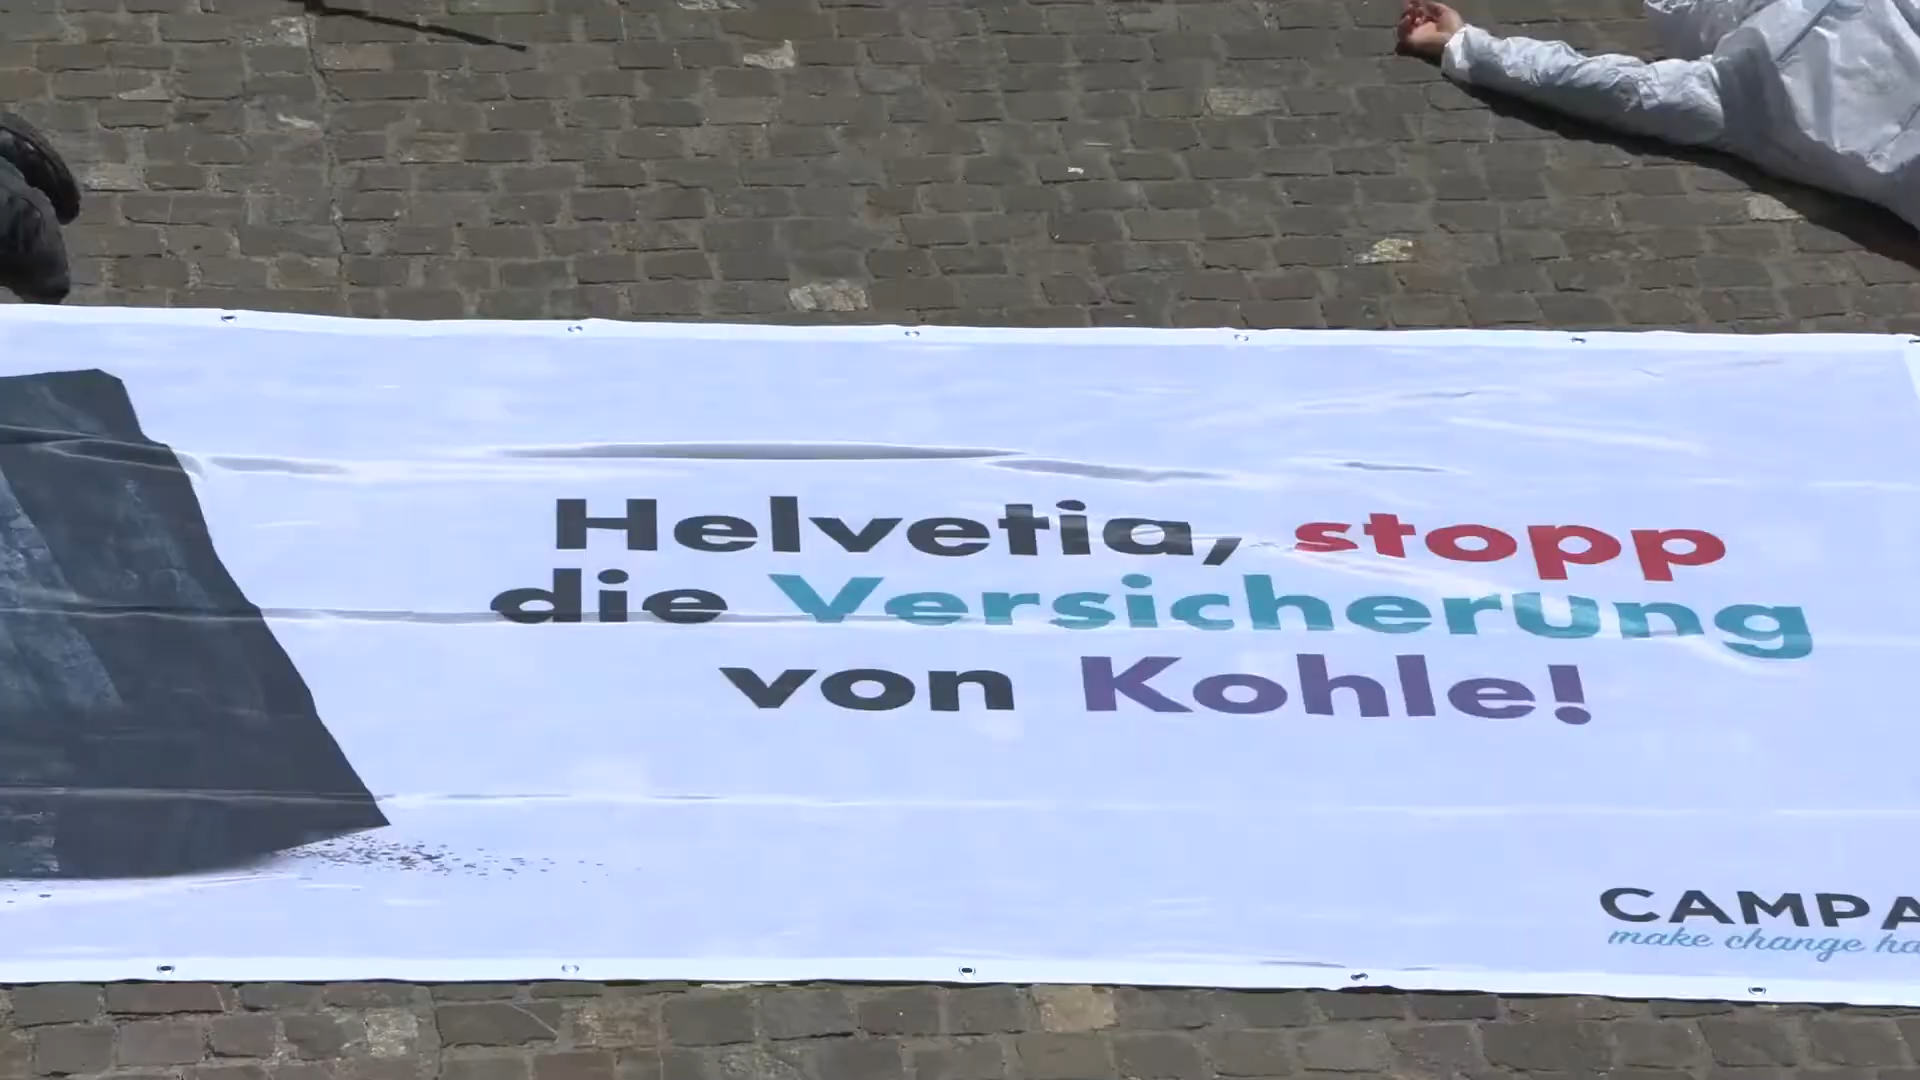 Helvetia, stopp
die Versicherung
von Kohle!
CAMPA
make change ha